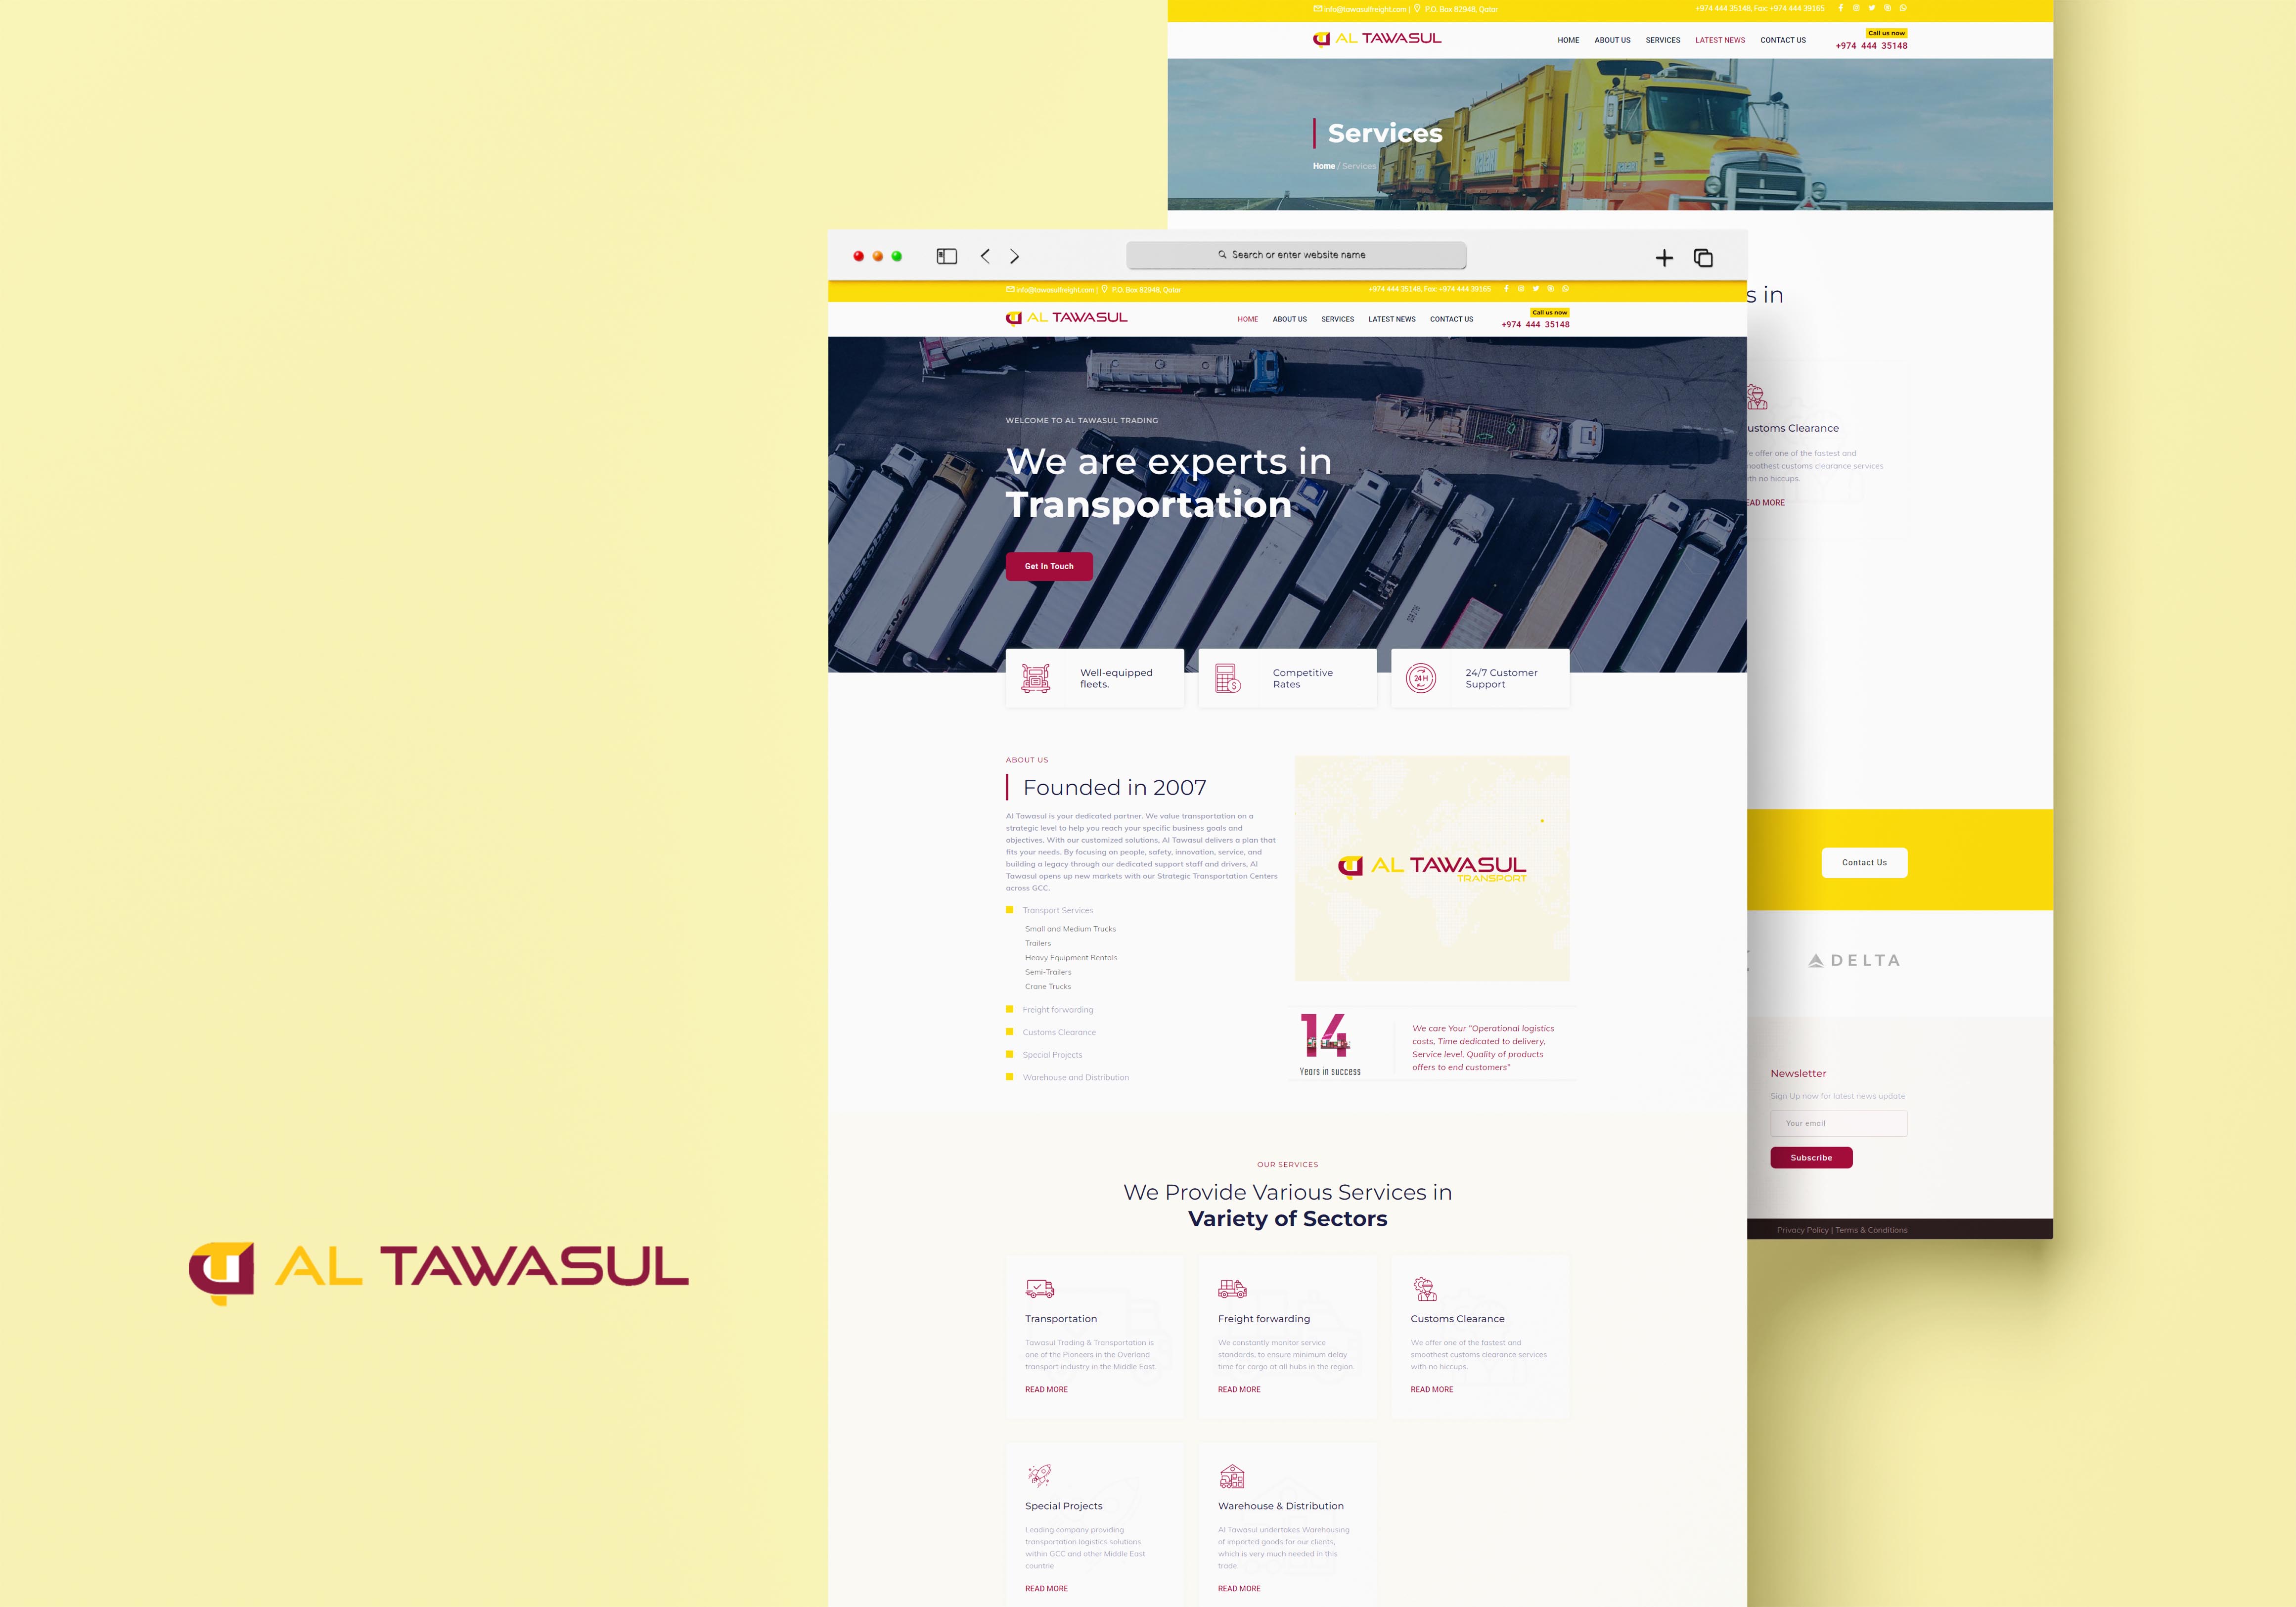 info@tawasulfreight.com | P.O. Box 82948, Qatar
+974 444 35148, Fax: +974 444 39165
AL TAWASUL
HOME ABOUT US SERVICES LATEST NEWS CONTACT US
Call us now
+974 444 35148
Services
Home / Services
s in
ustoms Clearance
e offer one of the fastest and
moothest customs clearance services
ith no hiccups.
EAD MORE
Contact Us
DELTA
Newsletter
Sign Up now for latest news update
Your email
Subscribe
Privacy Policy | Terms & Conditions
Search or enter website name
info@tawasulfreight.com | P.O. Box 82948, Qatar
+974 444 35148, Fax: +974 444 39165
AL TAWASUL
HOME ABOUT US SERVICES LATEST NEWS CONTACT US
Call us now
+974 444 35148
WELCOME TO AL TAWASUL TRADING
We are experts in
Transportation
Get In Touch
Well-equipped
fleets.
Competitive
Rates
24 H
24/7 Customer
Support
ABOUT US
Founded in 2007
Al Tawasul is your dedicated partner. We value transportation on a
strategic level to help you reach your specific business goals and
objectives. With our customized solutions, Al Tawasul delivers a plan that
fits your needs. By focusing on people, safety, innovation, service, and
building a legacy through our dedicated support staff and drivers, Al
Tawasul opens up new markets with our Strategic Transportation Centers
across GCC.
Transport Services
Small and Medium Trucks
Trailers
Heavy Equipment Rentals
Semi-Trailers
Crane Trucks
Freight forwarding
Customs Clearance
Special Projects
Warehouse and Distribution
AL TAWASUL
TRANSPORT
14
Years in success
We care Your "Operational logistics
costs, Time dedicated to delivery,
Service level, Quality of products
offers to end customers"
OUR SERVICES
We Provide Various Services in
Variety of Sectors
Transportation
Tawasul Trading & Transportation is
one of the Pioneers in the Overland
transport industry in the Middle East.
READ MORE
Freight forwarding
We constantly monitor service
standards, to ensure minimum delay
time for cargo at all hubs in the region.
READ MORE
Customs Clearance
We offer one of the fastest and
smoothest customs clearance services
with no hiccups.
READ MORE
Special Projects
Leading company providing
transportation logistics solutions
within GCC and other Middle East
countrie
READ MORE
Warehouse & Distribution
Al Tawasul undertakes Warehousing
of imported goods for our clients,
which is very much needed in this
trade.
READ MORE
AL TAWASUL